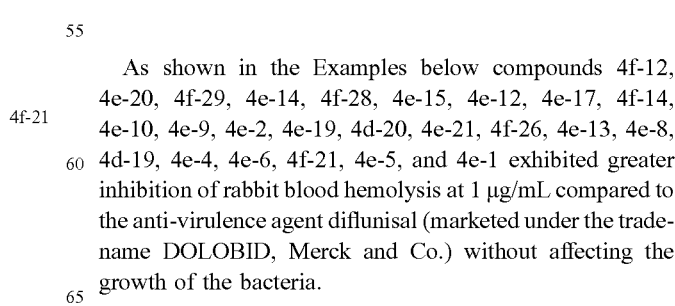 55
As shown in the Examples below compounds 4f-12,
4e-20, 4f-29, 4e-14, 4f-28, 4e-15, 4e-12, 4e-17, 4f-14,
4f-21
4e-10, 4e-9, 4e-2, 4e-19, 4d-20, 4e-21, 4f-26, 4e-13, 4e-8,
60 4d-19, 4e-4, 4e-6, 4f-21, 4e-5, and 4e-1 exhibited greater
inhibition of rabbit blood hemolysis at 1 μg/mL compared to
the anti-virulence agent diflunisal (marketed under the trade-
name DOLOBID, Merck and Co.) without affecting the
growth of the bacteria.
65